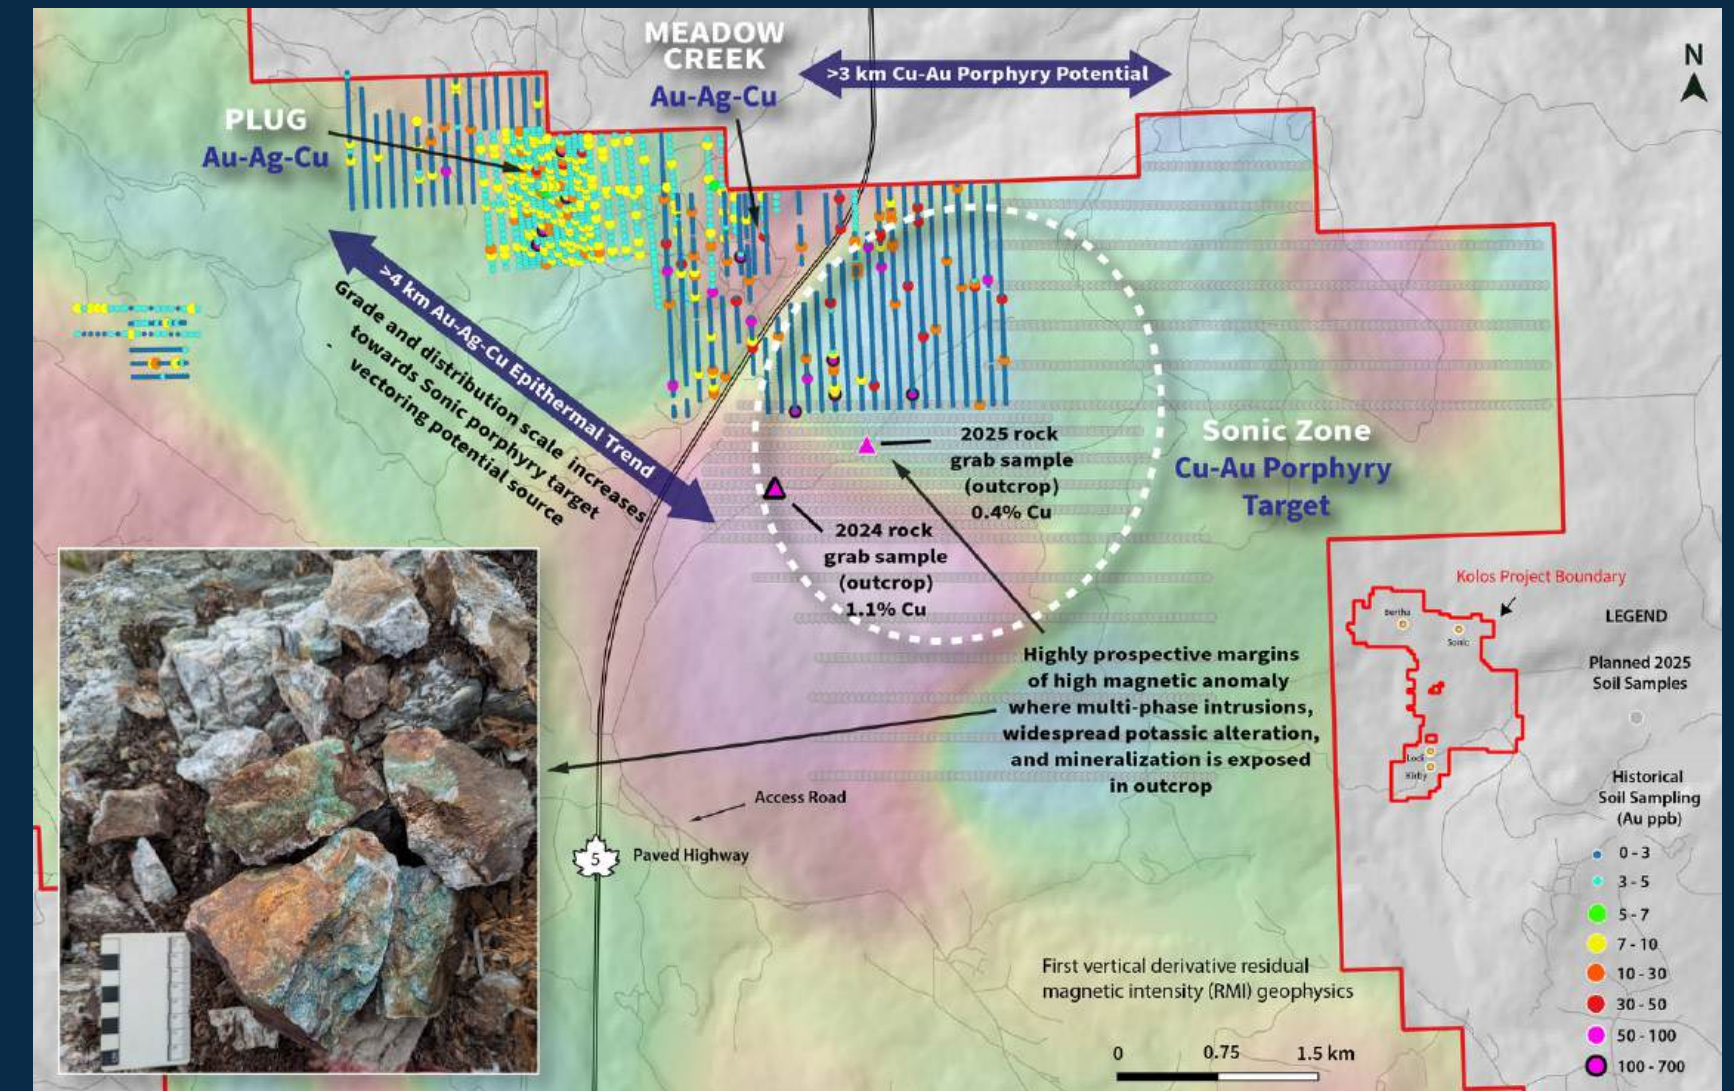 MEADOW
CREEK
Au-Ag-Cu
>3 km Cu-Au Porphyry Potential
N
PLUG
Au-Ag-Cu
>4 km Au-Ag-Cu Epithermal Trend
Grade and distribution scale increases
towards Sonic porphyry target
vectoring potential source
2025 rock
grab sample
(outcrop)
0.4% Cu
Sonic Zone
Cu-Au Porphyry
Target
2024 rock
grab sample
(outcrop)
1.1% Cu
Highly prospective margins
of high magnetic anomaly
where multi-phase intrusions,
widespread potassic alteration,
and mineralization is exposed
in outcrop
Access Road
5
Paved Highway
Kolos Project Boundary
Bertha
Sonic
Lodi
Kirby
LEGEND
Planned 2025
Soil Samples
Historical
Soil Sampling
(Au ppb)
0 - 3
3 - 5
5 - 7
7 - 10
10 - 30
30 - 50
50 - 100
100 - 700
First vertical derivative residual
magnetic intensity (RMI) geophysics
0 0.75 1.5 km